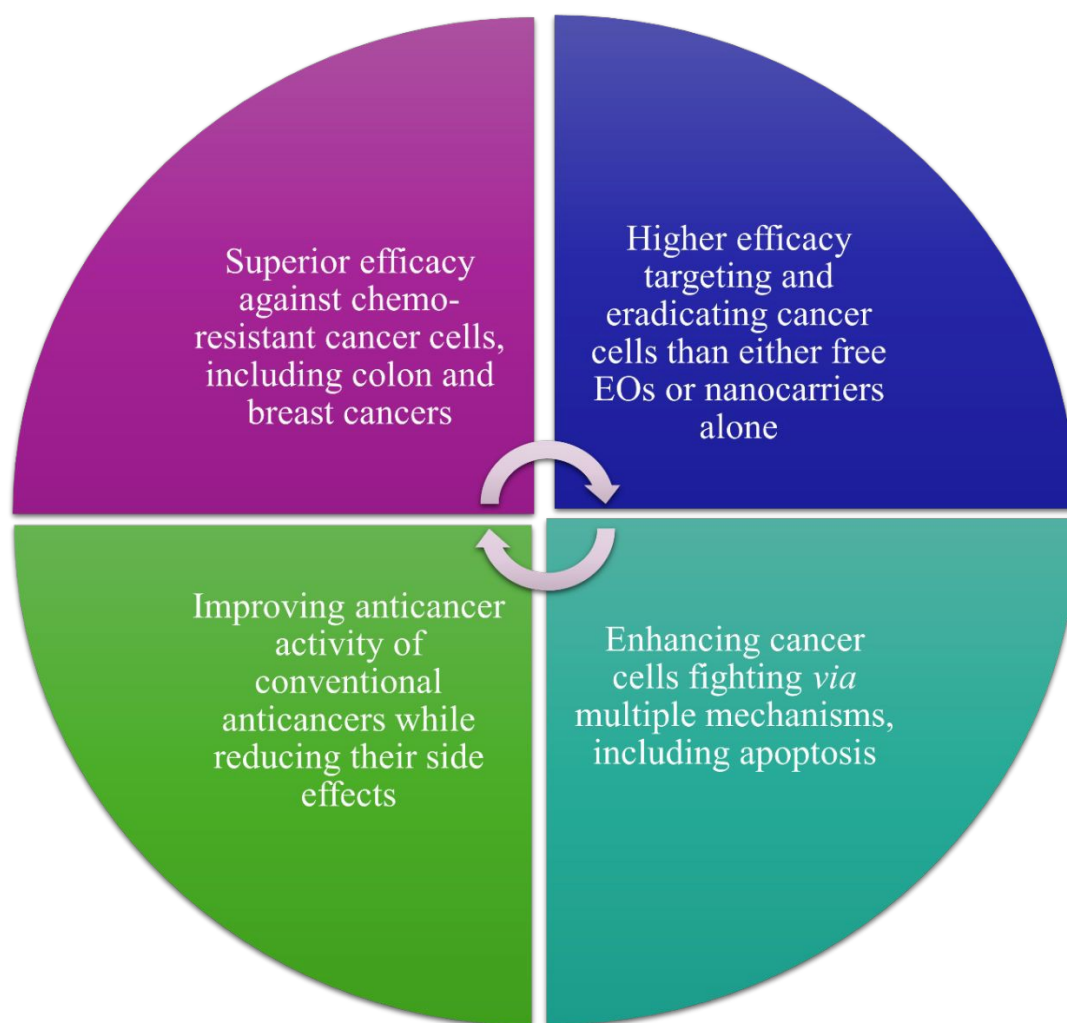 Superior efficacy
against chemo-
resistant cancer cells,
including colon and
breast cancers
Higher efficacy
targeting and
eradicating cancer
cells than either free
EOs or nanocarriers
alone
Improving anticancer
activity of
conventional
anticancers while
reducing their side
effects
Enhancing cancer
cells fighting via
multiple mechanisms,
including apoptosis